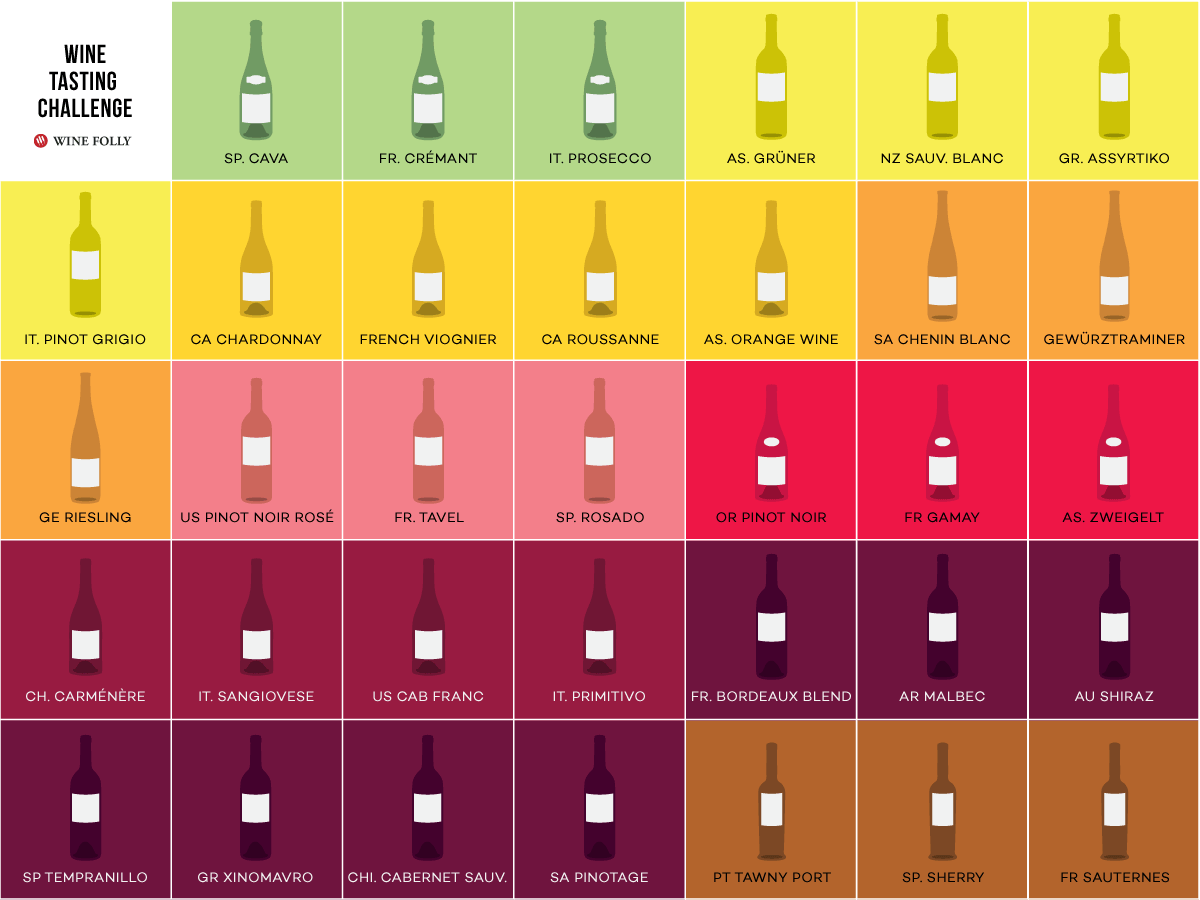 WINE
TASTING
CHALLENGE
WINE FOLLY
SP. CAVA
FR. CRÉMANT
IT. PROSECCO
AS. GRÜNER
NZ SAUV. BLANC
GR. ASSYRTIKO
IT. PINOT GRIGIO
CA CHARDONNAY
FRENCH VIOGNIER
CA ROUSSANNE
AS. ORANGE WINE
SA CHENIN BLANC
GEWÜRZTRAMINER
GE RIESLING
US PINOT NOIR ROSÉ
FR. TAVEL
SP. ROSADO
OR PINOT NOIR
FR GAMAY
AS. ZWEIGELT
CH. CARMÉNÈRE
IT. SANGIOVESE
US CAB FRANC
IT. PRIMITIVO
FR. BORDEAUX BLEND
AR MALBEC
AU SHIRAZ
SP TEMPRANILLO
GR XINOMAVRO
CHI. CABERNET SAUV.
SA PINOTAGE
PT TAWNY PORT
SP. SHERRY
FR SAUTERNES